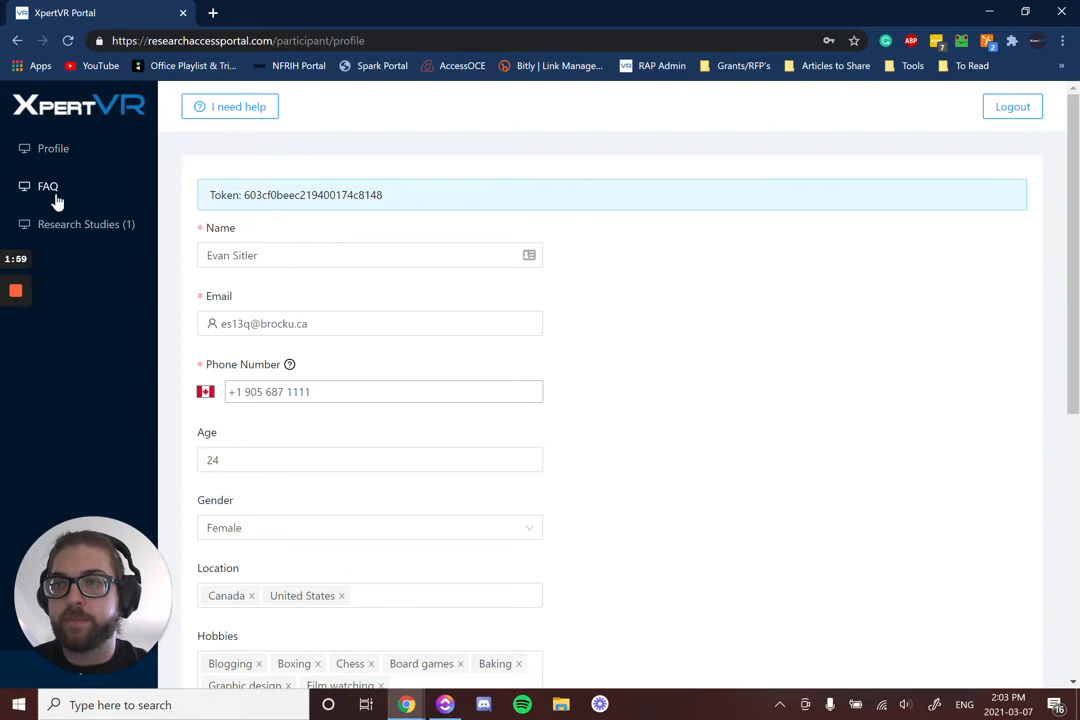 XpertVR Portal
https://researchaccessportal.com/participant/profile
ABP
7
2
Apps
YouTube
Office Playlist & Tri...
NFRIH Portal
Spark Portal
AccessOCE
Bitly | Link Manage...
RAP Admin
Grants/RFP's
Articles to Share
Tools
To Read
»
XPERTVR
I need help
Logout
Profile
FAQ
Research Studies (1)
1:59
Token: 603cf0beec219400174c8148
* Name
Evan Sitler
* Email
es13q@brocku.ca
* Phone Number
+1 905 687 1111
Age
24
Gender
Female
Location
Canada × United States ×
Hobbies
Blogging × Boxing × Chess × Board games × Baking ×
Graphic design × Film watching ×
Type here to search
ENG
2:03 PM
2021-03-07
16